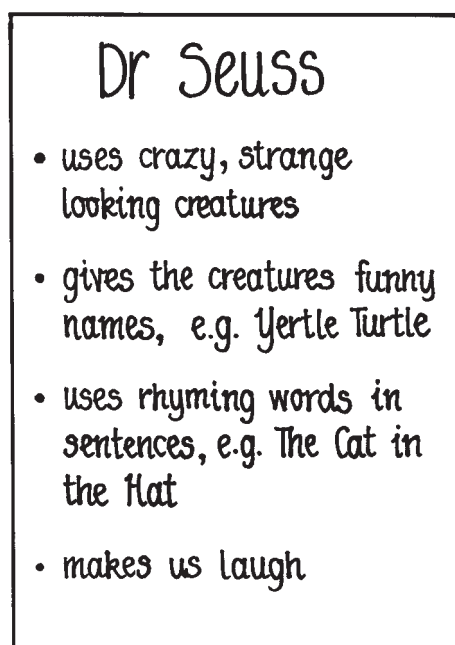 Dr Seuss
• uses crazy, strange
looking creatures
• gives the creatures funny
names, e.g. Yertle Turtle
• uses rhyming words in
sentences, e.g. The Cat in
the Hat
• makes us laugh